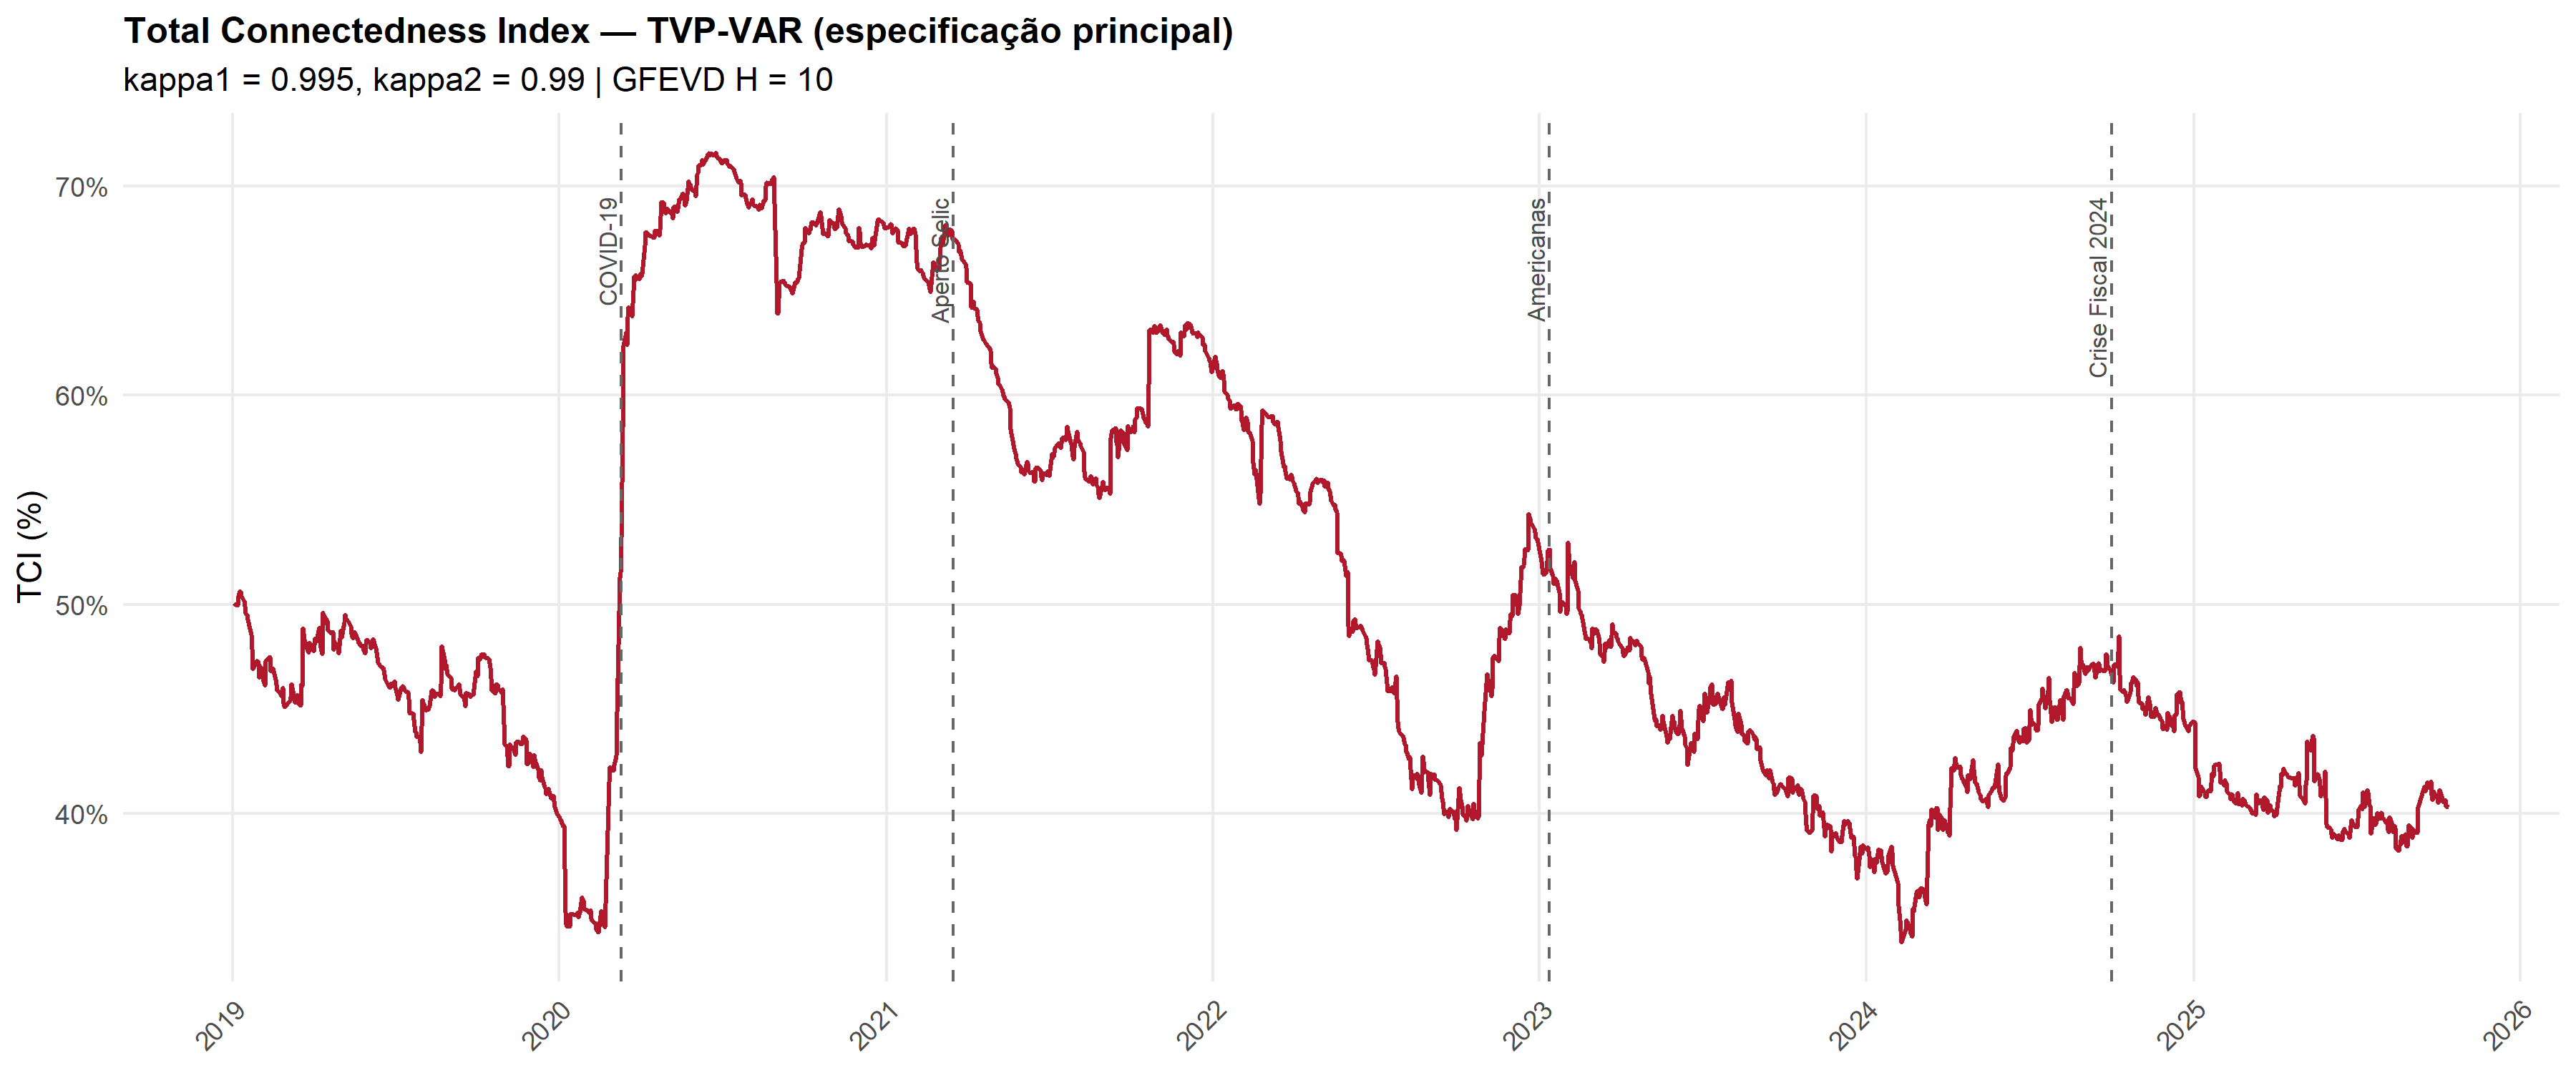 Total Connectedness Index — TVP-VAR (especificação principal)
kappa1 = 0.995, kappa2 = 0.99 | GFEVD H = 10
TCI (%)
70%
60%
50%
40%
COVID-19
Aperto Selic
Americanas
Crise Fiscal 2024
2019
2020
2021
2022
2023
2024
2025
2026